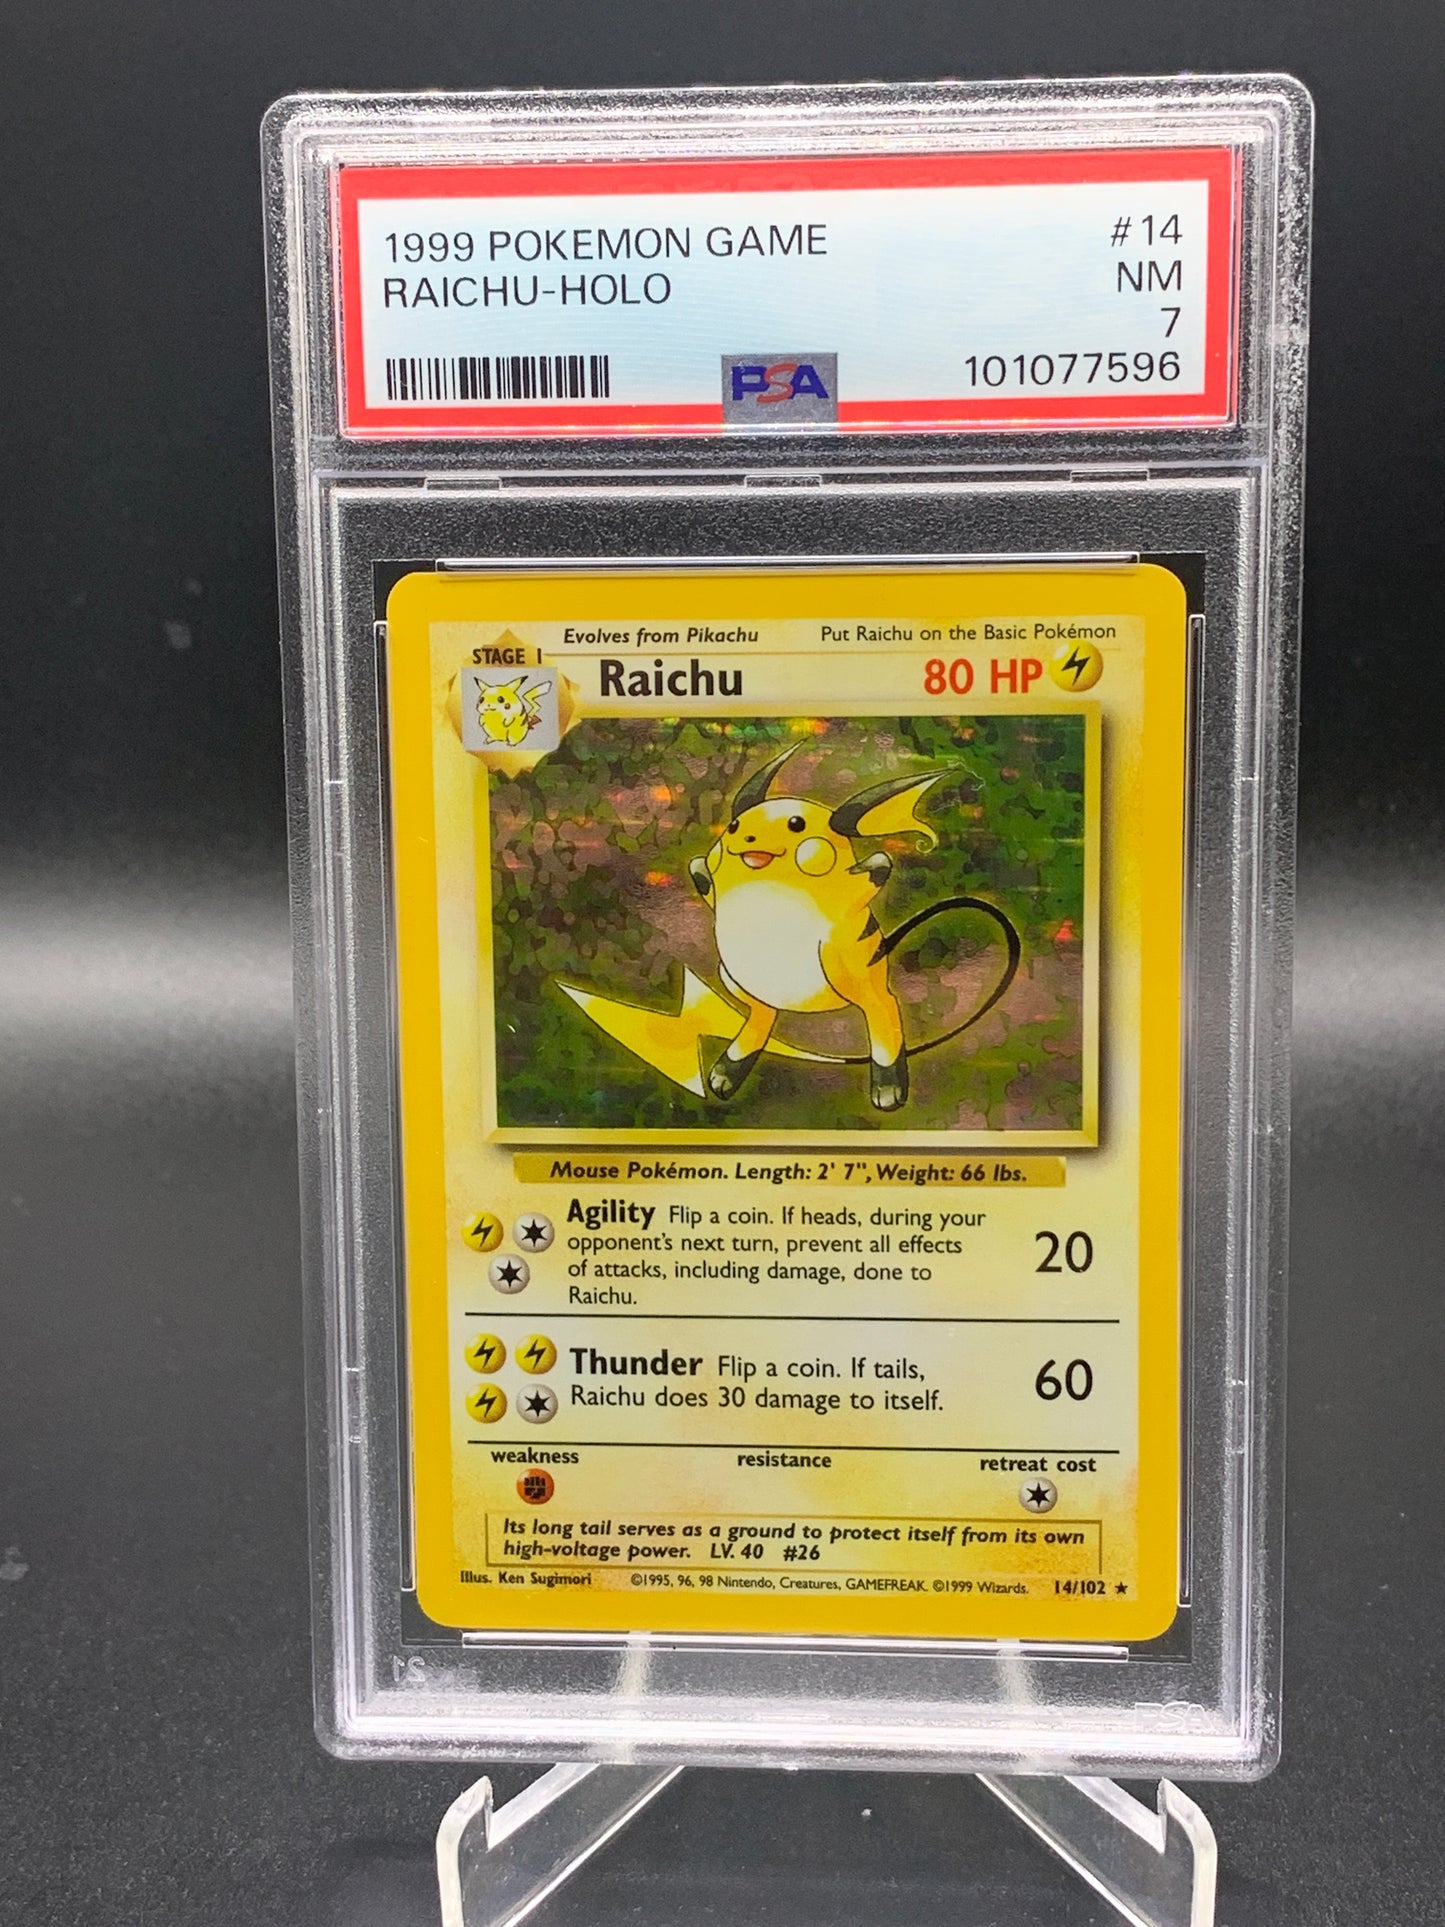 1999 POKEMON GAME #14
RAICHU-HOLO NM
7
PSA 101077596
Evolves from Pikachu Put Raichu on the Basic Pokémon
STAGE 1
Raichu 80 HP
Mouse Pokémon. Length: 2' 7", Weight: 66 lbs.
Agility Flip a coin. If heads, during your
opponent's next turn, prevent all effects
of attacks, including damage, done to
Raichu.
20
Thunder Flip a coin. If tails,
Raichu does 30 damage to itself.
60
weakness resistance retreat cost
Its long tail serves as a ground to protect itself from its own
high-voltage power. LV. 40 #26
Illus. Ken Sugimori ©1995, 96, 98 Nintendo, Creatures, GAMEFREAK. ©1999 Wizards. 14/102 ★
21 PSA